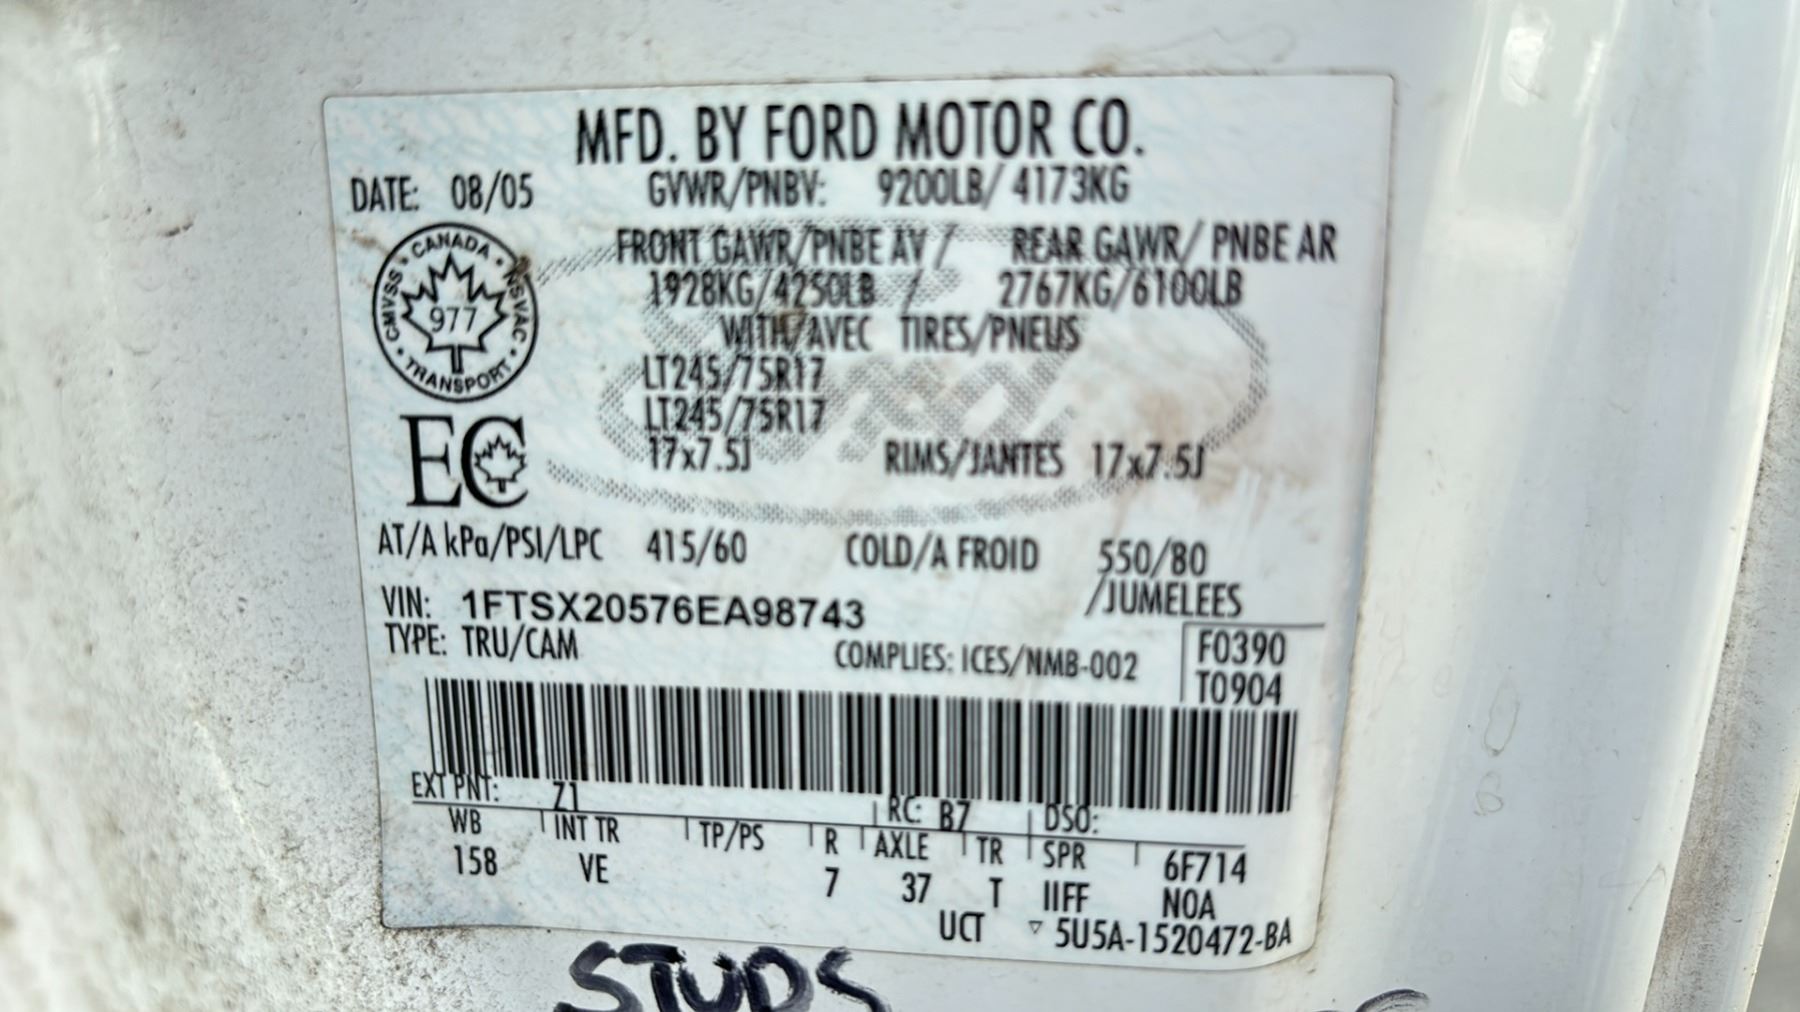 MFD. BY FORD MOTOR CO.
DATE: 08/05 GVWR/PNBV: 9200LB/ 4173KG
FRONT GAWR/PNBE AV / REAR GAWR/ PNBE AR
1928KG/4250LB / 2767KG/6100LB
WITH/AVEC TIRES/PNEUS
CANADA · NSVAC · TRANSPORT · CMVSS ·
977
LT245/75R17
LT245/75R17
17x7.5J RIMS/JANTES 17x7.5J
EC
AT/A kPa/PSI/LPC 415/60 COLD/A FROID 550/80
/JUMELEES
VIN: 1FTSX20576EA98743
TYPE: TRU/CAM COMPLIES: ICES/NMB-002
F0390
T0904
EXT PNT: Z1 RC: B7 DSO:
WB INT TR TP/PS R AXLE TR SPR 6F714
158 VE 7 37 T IIFF NOA
UCT ▽ 5U5A-1520472-BA
STUDS